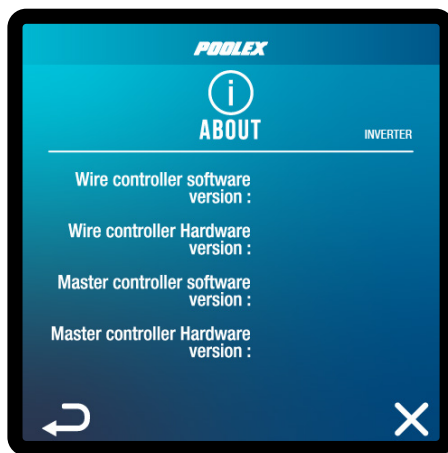 POOLEX
i
ABOUT
INVERTER
Wire controller software
version :
Wire controller Hardware
version :
Master controller software
version :
Master controller Hardware
version :